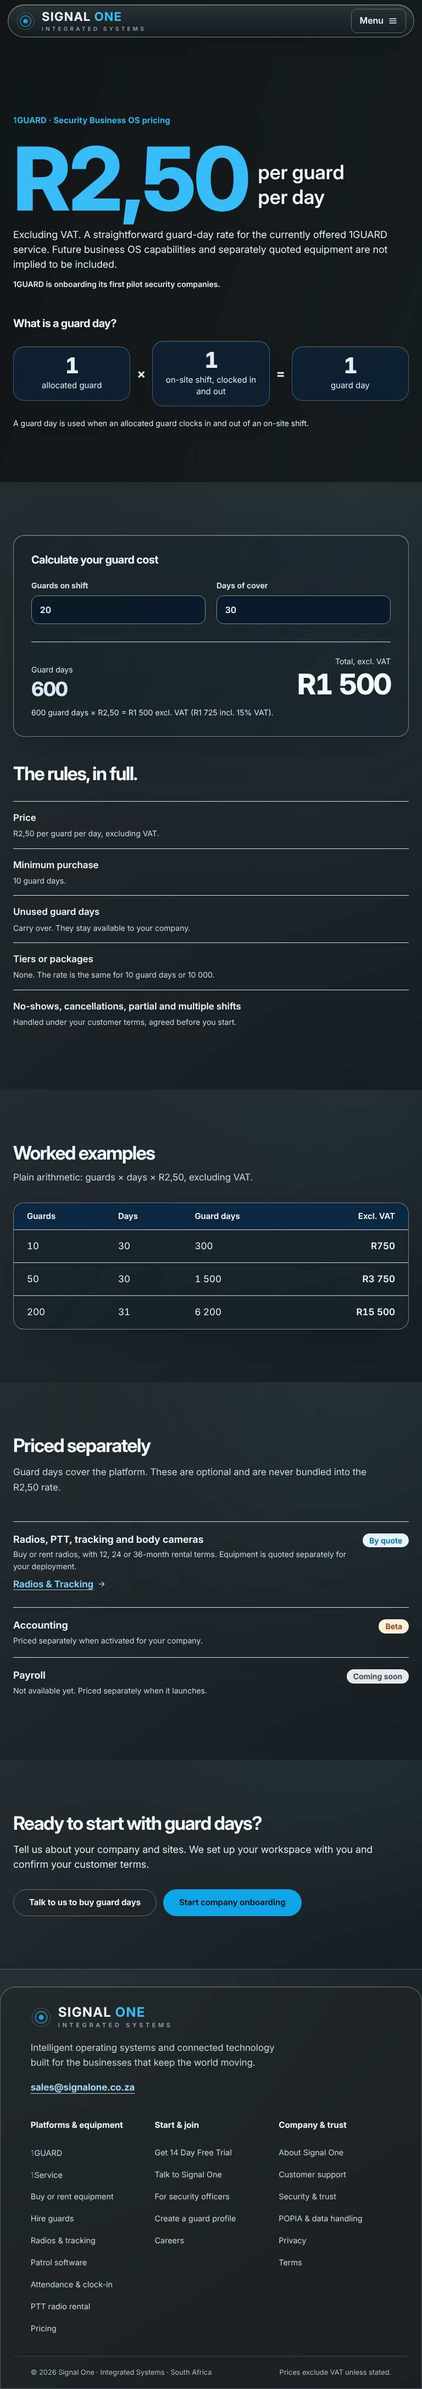 SIGNAL ONE
INTEGRATED SYSTEMS
Menu
1GUARD · Security Business OS pricing
R2,50 per guard
per day
Excluding VAT. A straightforward guard-day rate for the currently offered 1GUARD
service. Future business OS capabilities and separately quoted equipment are not
implied to be included.
1GUARD is onboarding its first pilot security companies.
What is a guard day?
1
allocated guard
×
1
on-site shift, clocked in
and out
=
1
guard day
A guard day is used when an allocated guard clocks in and out of an on-site shift.
Calculate your guard cost
Guards on shift
20
Days of cover
30
Guard days
600
Total, excl. VAT
R1 500
600 guard days × R2,50 = R1 500 excl. VAT (R1 725 incl. 15% VAT).
The rules, in full.
Price
R2,50 per guard per day, excluding VAT.
Minimum purchase
10 guard days.
Unused guard days
Carry over. They stay available to your company.
Tiers or packages
None. The rate is the same for 10 guard days or 10 000.
No-shows, cancellations, partial and multiple shifts
Handled under your customer terms, agreed before you start.
Worked examples
Plain arithmetic: guards × days × R2,50, excluding VAT.
Guards Days Guard days Excl. VAT
10 30 300 R750
50 30 1 500 R3 750
200 31 6 200 R15 500
Priced separately
Guard days cover the platform. These are optional and are never bundled into the
R2,50 rate.
Radios, PTT, tracking and body cameras
By quote
Buy or rent radios, with 12, 24 or 36-month rental terms. Equipment is quoted separately for
your deployment.
Radios & Tracking →
Accounting
Beta
Priced separately when activated for your company.
Payroll
Coming soon
Not available yet. Priced separately when it launches.
Ready to start with guard days?
Tell us about your company and sites. We set up your workspace with you and
confirm your customer terms.
Talk to us to buy guard days
Start company onboarding
SIGNAL ONE
INTEGRATED SYSTEMS
Intelligent operating systems and connected technology
built for the businesses that keep the world moving.
sales@signalone.co.za
Platforms & equipment
1GUARD
1Service
Buy or rent equipment
Hire guards
Radios & tracking
Patrol software
Attendance & clock-in
PTT radio rental
Pricing
Start & join
Get 14 Day Free Trial
Talk to Signal One
For security officers
Create a guard profile
Careers
Company & trust
About Signal One
Customer support
Security & trust
POPIA & data handling
Privacy
Terms
© 2026 Signal One · Integrated Systems · South Africa
Prices exclude VAT unless stated.